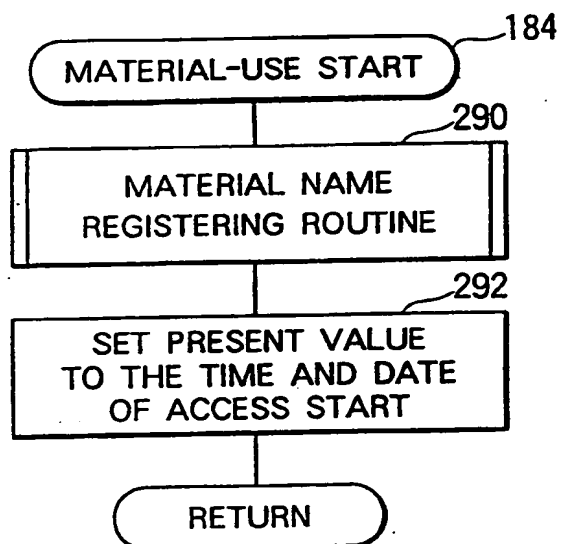 184
MATERIAL-USE START
290
MATERIAL NAME
REGISTERING ROUTINE
292
SET PRESENT VALUE
TO THE TIME AND DATE
OF ACCESS START
RETURN